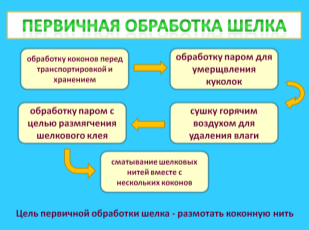 ПЕРВИЧНАЯ ОБРАБОТКА ШЕЛКА
обработку коконов перед
транспортировкой и
хранением
обработку паром для
умерщвления
куколок
сушку горячим
воздухом для
удаления влаги
обработку паром с
целью размягчения
шелкового клея
сматывание шелковых
нитей вместе с
нескольких коконов
Цель первичной обработки шелка - размотать коконную нить